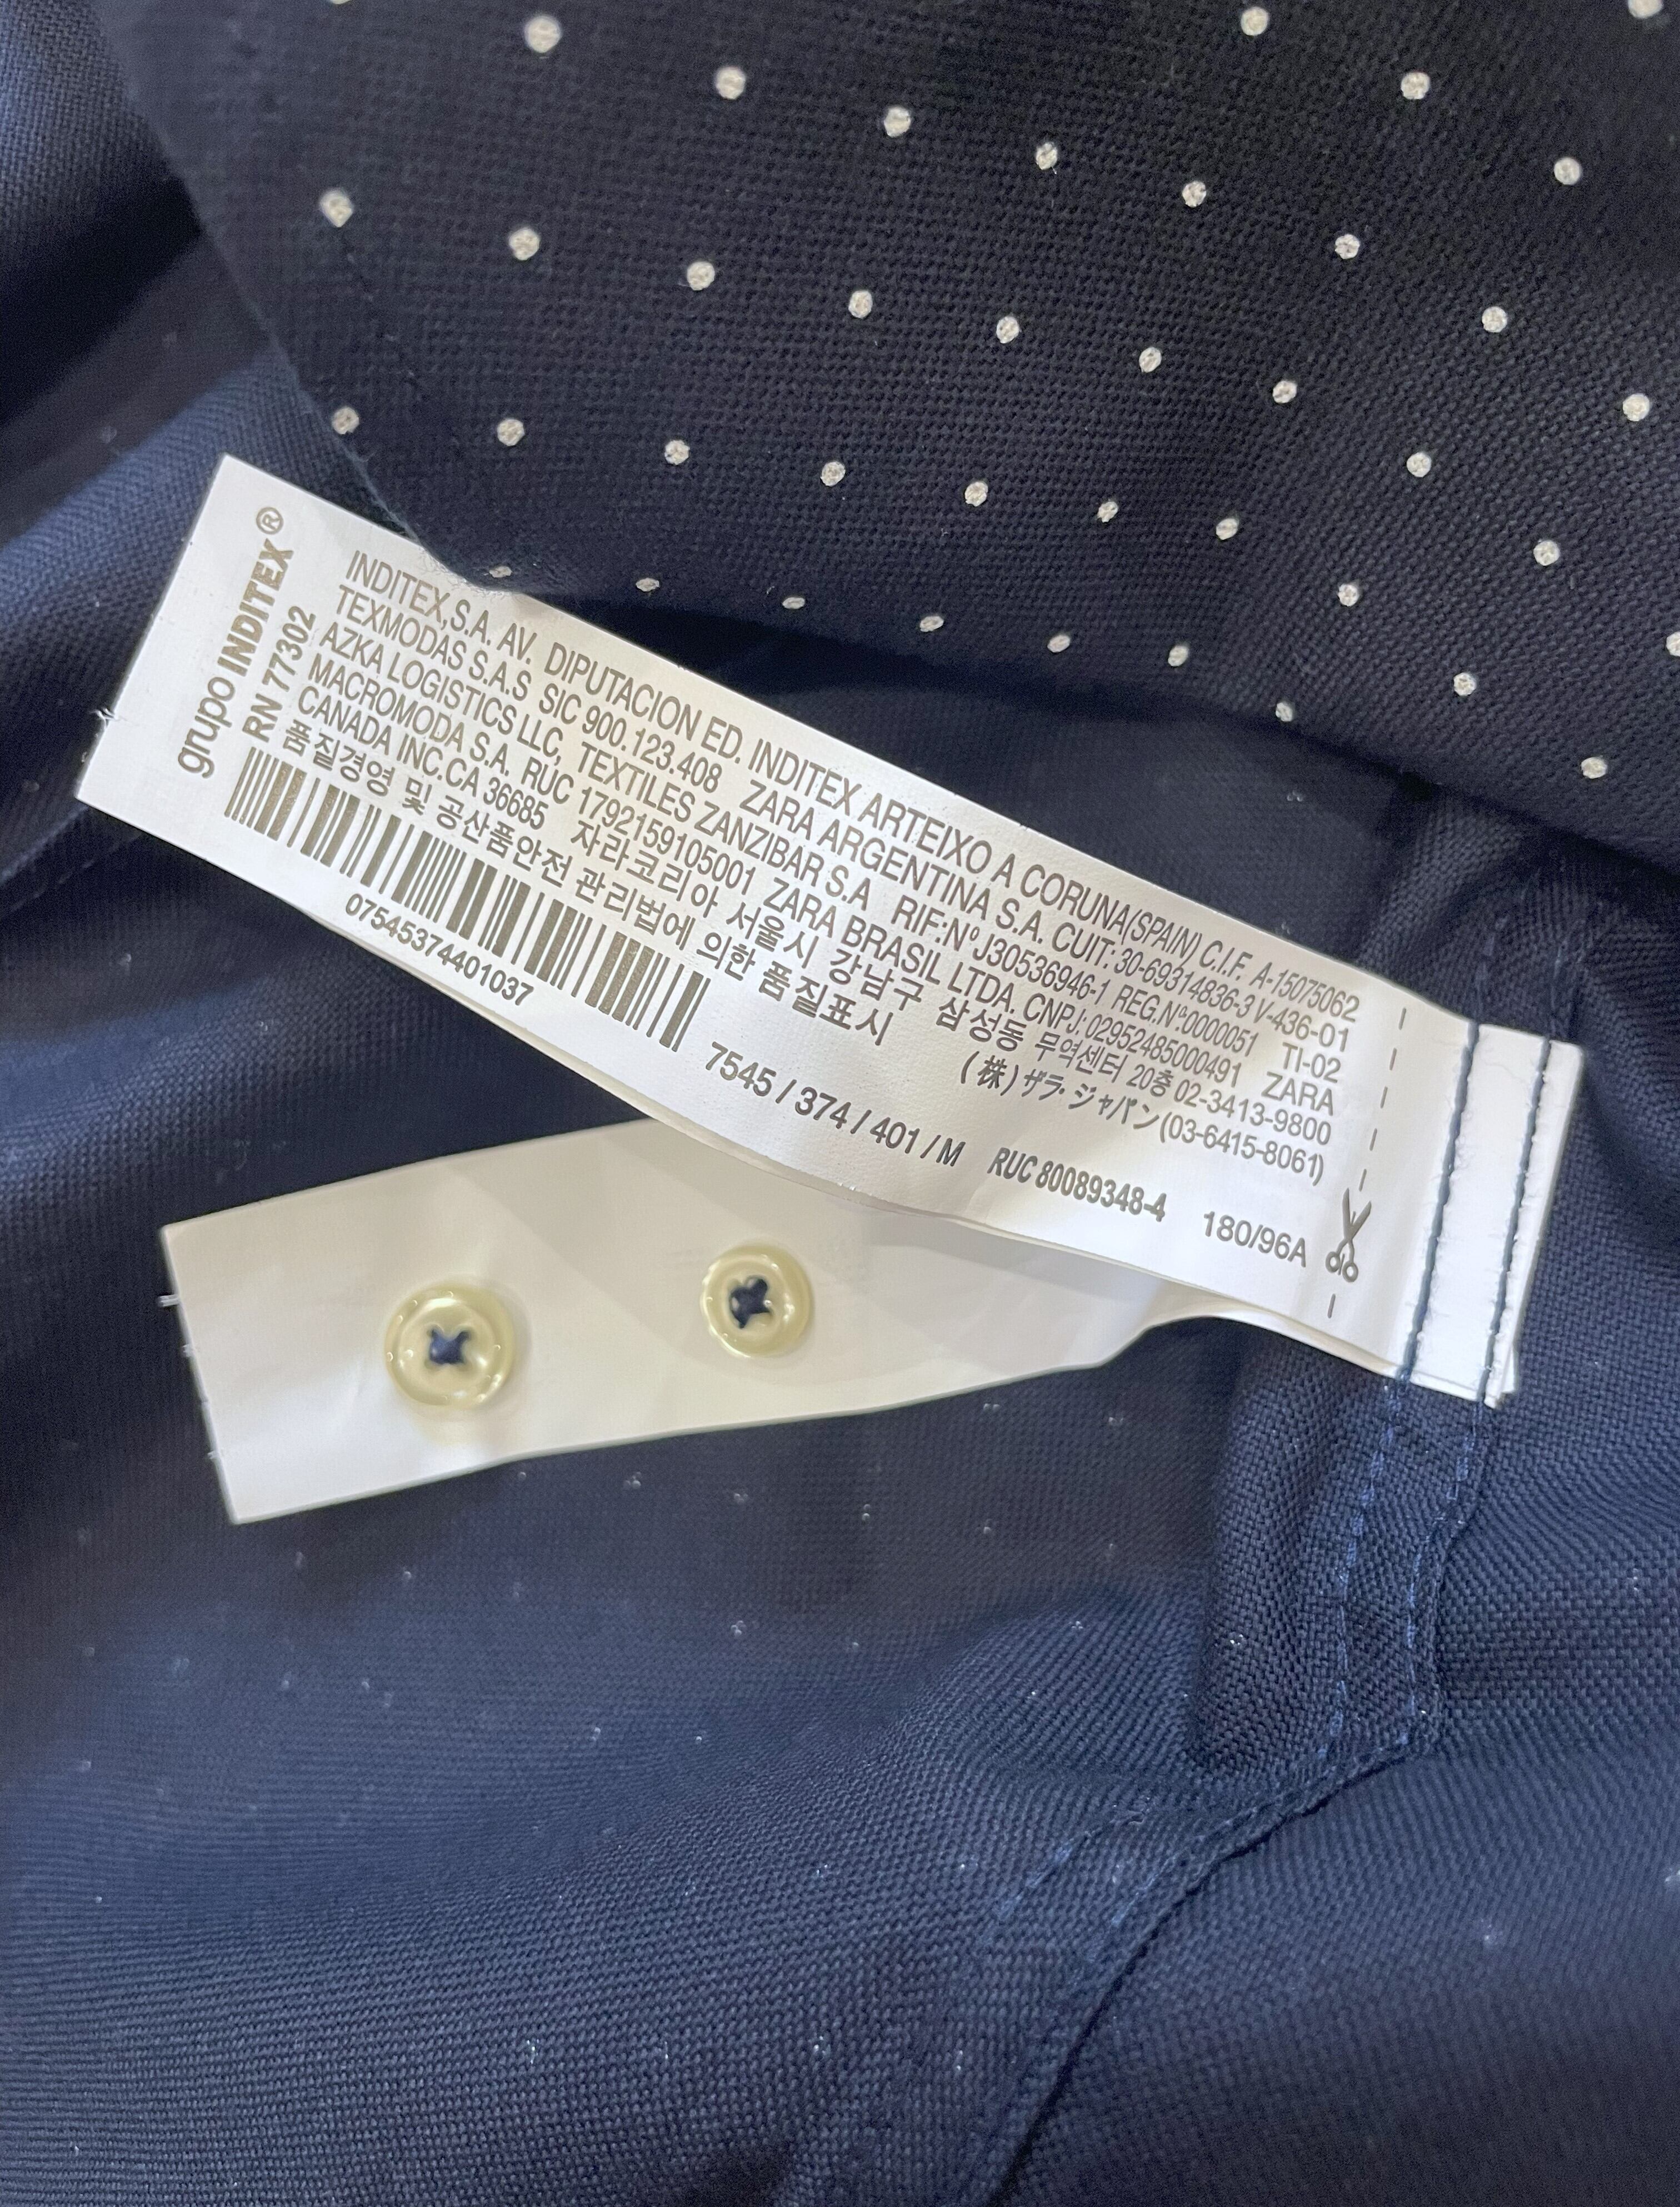 grupo INDITEX®
RN 77302
INDITEX,S.A. AV. DIPUTACION ED. INDITEX ARTEIXO A CORUNA(SPAIN) C.I.F. A-15075062
TEXMODAS S.A.S SIC 900.123.408 ZARA ARGENTINA S.A. CUIT: 30-69314836-3 V-436-01
AZKA LOGISTICS LLC, TEXTILES ZANZIBAR S.A RIF:Nº J30536946-1 REG.Nª:0000051 TI-02
MACROMODA S.A. RUC 1792159105001 ZARA BRASIL LTDA. CNPJ: 02952485000491 ZARA
CANADA INC.CA 36685 자라코리아 서울시 강남구 삼성동 무역센터 20층 02-3413-9800
품질경영 및 공산품안전 관리법에 의한 품질표시 (株)ザラ・ジャパン(03-6415-8061)
07545374401037
7545 / 374 / 401 / M RUC 80089348-4 180/96A